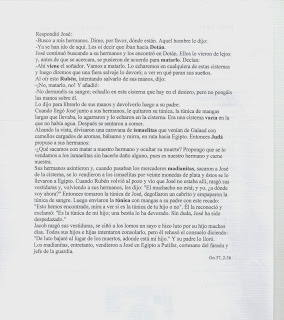 Respondió José:
-Busco a mis hermanos. Dime, por favor, dónde están. Aquel hombre le dijo:
-Ya se han ido de aquí. Les oí decir que iban hacia Dotán.
José continuó buscando a sus hermanos y los encontró en Dotán. Ellos le vieron de lejos
y, antes de que se acercara, se pusieron de acuerdo para matarlo. Decían:
-Ahí viene el soñador. Vamos a matarlo. Lo echaremos en cualquiera de estas cisternas
y luego diremos que una fiera salvaje lo devoró; a ver en qué paran sus sueños.
Al oír esto Rubén, intentando salvarlo de sus manos, dijo:
-¡No, matarlo, no! Y añadió:
-No derraméis su sangre; echadlo en esta cisterna que hay en el desierto, pero no pongáis
las manos sobre él.
Lo dijo para librarlo de sus manos y devolverlo luego a su padre.
Cuando llegó José junto a sus hermanos, le quitaron su túnica, la túnica de mangas
largas que llevaba, lo agarraron y lo echaron en la cisterna. Era una cisterna vacía en la
que no había agua. Después se sentaron a comer.
Alzando la vista, divisaron una caravana de ismaelitas que venían de Galaad con
camellos cargados de aromas, bálsamo y mirra, en ruta hacia Egipto. Entonces Judá
propuso a sus hermanos:
-¿Qué sacamos con matar a nuestro hermano y ocultar su muerte? Propongo que se lo
vendamos a los ismaelitas sin hacerle daño alguno, pues es nuestro hermano y carne
nuestra.
Sus hermanos asintieron y, cuando pasaban los mercaderes madianitas, sacaron a José
de la cisterna, se lo vendieron a los ismaelitas por veinte monedas de plata y éstos se lo
llevaron a Egipto. Cuando Rubén volvió al pozo y vio que José no estaba allí, rasgó sus
vestiduras, y volviendo a sus hermanos, les dijo: "El muchacho no está; y yo, ¿a dónde
voy ahora?" Entonces tomaron la túnica de José, degollaron un cabrito y empaparon la
túnica de sangre. Luego enviaron la túnica con mangas a su padre con este recado:
"Esto hemos encontrado, mira a ver si es la túnica de tu hijo o no". Él la reconoció y
exclamó: "Es la túnica de mi hijo; una bestia lo ha devorado. Sin duda, José ha sido
despedazado."
Jacob rasgó sus vestiduras, se ciñó a los lomos un sayo e hizo luto por su hijo muchos
días. Todos sus hijos e hijas intentaron consolarlo, pero él rehusó el consuelo diciendo:
"De luto bajaré al lugar de los muertos, adonde está mi hijo." Y su padre lo lloró.
Los madianitas, entretanto, vendieron a José en Egipto a Putifar, cortesano del faraón y
jefe de la guardia.
Gn 37, 2-36